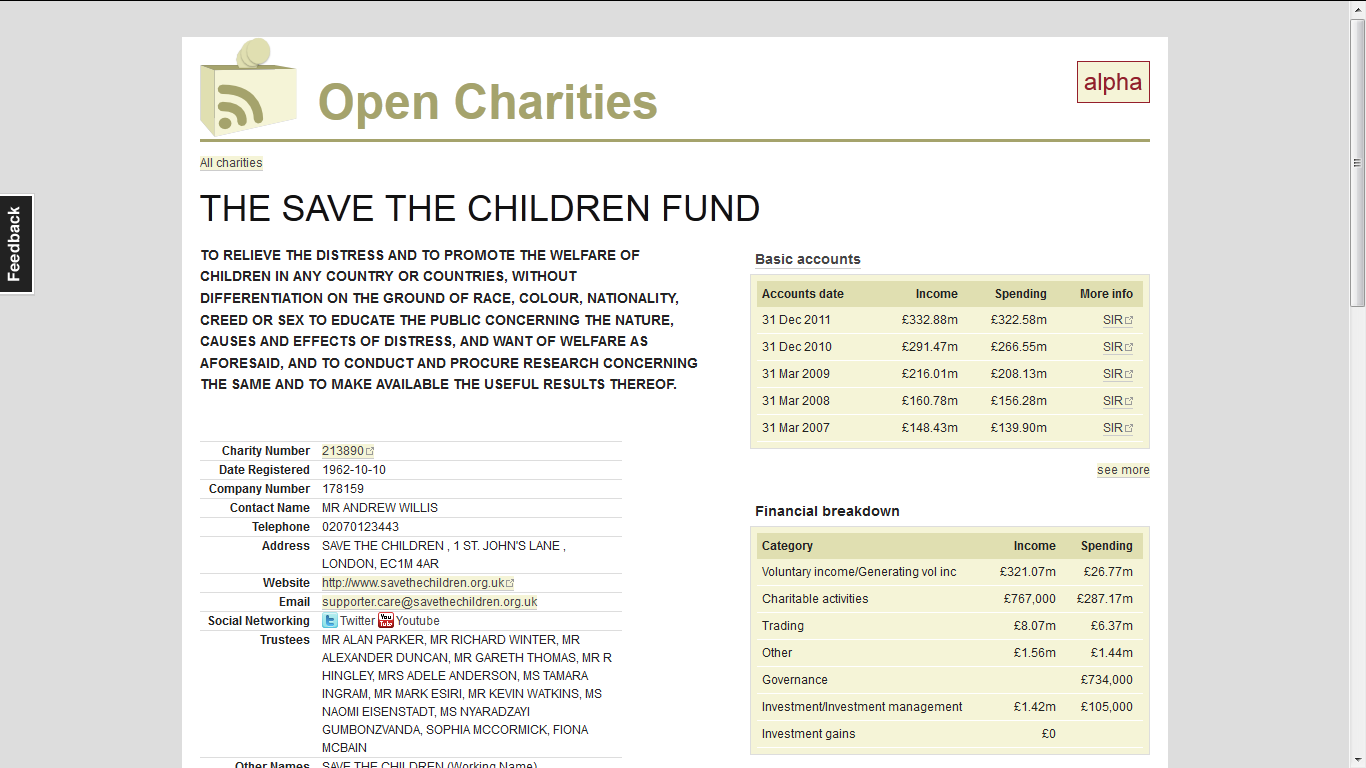 Open Charities
alpha
All charities
Feedback
THE SAVE THE CHILDREN FUND
TO RELIEVE THE DISTRESS AND TO PROMOTE THE WELFARE OF
CHILDREN IN ANY COUNTRY OR COUNTRIES, WITHOUT
DIFFERENTIATION ON THE GROUND OF RACE, COLOUR, NATIONALITY,
CREED OR SEX TO EDUCATE THE PUBLIC CONCERNING THE NATURE,
CAUSES AND EFFECTS OF DISTRESS, AND WANT OF WELFARE AS
AFORESAID, AND TO CONDUCT AND PROCURE RESEARCH CONCERNING
THE SAME AND TO MAKE AVAILABLE THE USEFUL RESULTS THEREOF.
Charity Number 213890
Date Registered 1962-10-10
Company Number 178159
Contact Name MR ANDREW WILLIS
Telephone 02070123443
Address SAVE THE CHILDREN , 1 ST. JOHN'S LANE ,
LONDON, EC1M 4AR
Website http://www.savethechildren.org.uk
Email supporter.care@savethechildren.org.uk
Social Networking Twitter You Tube Youtube
Trustees MR ALAN PARKER, MR RICHARD WINTER, MR
ALEXANDER DUNCAN, MR GARETH THOMAS, MR R
HINGLEY, MRS ADELE ANDERSON, MS TAMARA
INGRAM, MR MARK ESIRI, MR KEVIN WATKINS, MS
NAOMI EISENSTADT, MS NYARADZAYI
GUMBONZVANDA, SOPHIA MCCORMICK, FIONA
MCBAIN
Other Names SAVE THE CHILDREN (Working Name)
Basic accounts
Accounts date Income Spending More info
31 Dec 2011 £332.88m £322.58m SIR
31 Dec 2010 £291.47m £266.55m SIR
31 Mar 2009 £216.01m £208.13m SIR
31 Mar 2008 £160.78m £156.28m SIR
31 Mar 2007 £148.43m £139.90m SIR
see more
Financial breakdown
Category Income Spending
Voluntary income/Generating vol inc £321.07m £26.77m
Charitable activities £767,000 £287.17m
Trading £8.07m £6.37m
Other £1.56m £1.44m
Governance £734,000
Investment/Investment management £1.42m £105,000
Investment gains £0